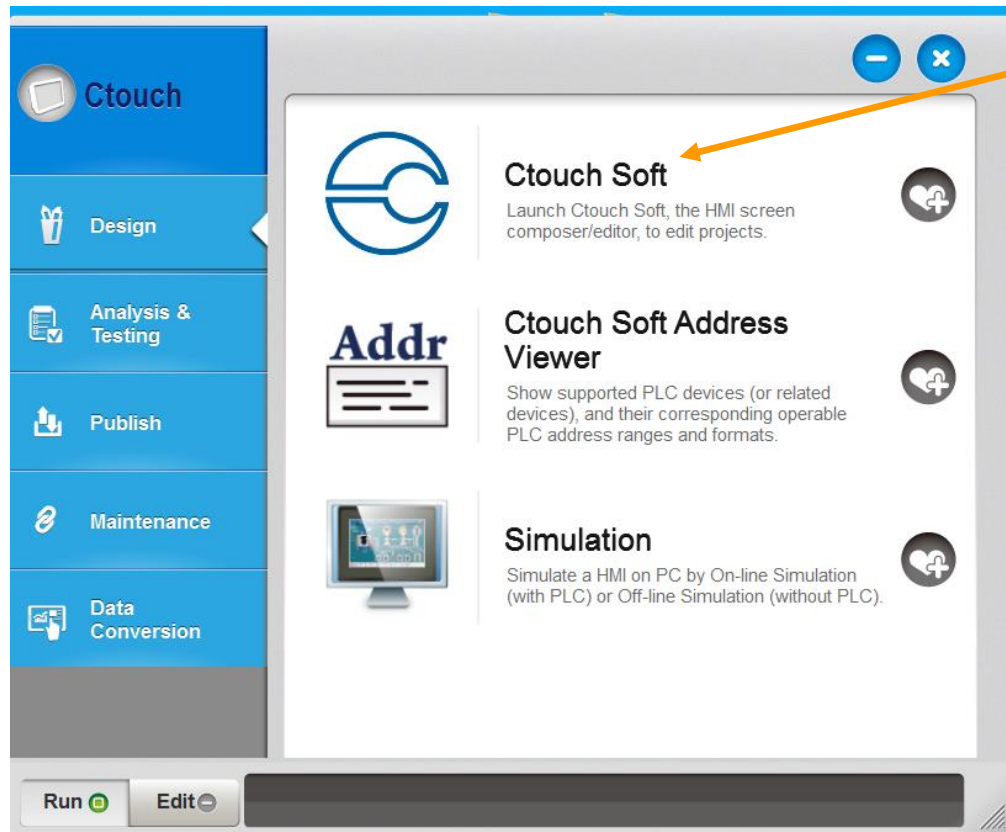 Ctouch
Design
Analysis &
Testing
Publish
Maintenance
Data
Conversion
Ctouch Soft
Launch Ctouch Soft, the HMI screen
composer/editor, to edit projects.
Addr
Ctouch Soft Address
Viewer
Show supported PLC devices (or related
devices), and their corresponding operable
PLC address ranges and formats.
Simulation
Simulate a HMI on PC by On-line Simulation
(with PLC) or Off-line Simulation (without PLC).
Run
Edit